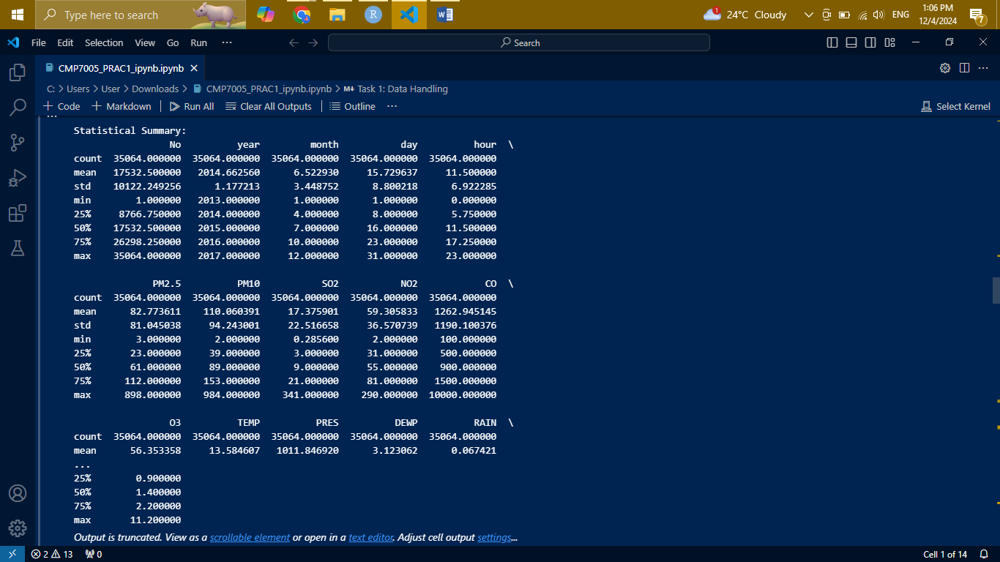 Type here to search
1
24°C Cloudy
ENG
1:06 PM
12/4/2024
7
File Edit Selection View Go Run ···
Search
CMP7005_PRAC1_ipynb.ipynb
C: > Users > User > Downloads > CMP7005_PRAC1_ipynb.ipynb > M↓ Task 1: Data Handling
+ Code + Markdown | Run All Clear All Outputs | Outline ···
Select Kernel
...
Statistical Summary:
No year month day hour \
count 35064.000000 35064.000000 35064.000000 35064.000000 35064.000000
mean 17532.500000 2014.662560 6.522930 15.729637 11.500000
std 10122.249256 1.177213 3.448752 8.800218 6.922285
min 1.000000 2013.000000 1.000000 1.000000 0.000000
25% 8766.750000 2014.000000 4.000000 8.000000 5.750000
50% 17532.500000 2015.000000 7.000000 16.000000 11.500000
75% 26298.250000 2016.000000 10.000000 23.000000 17.250000
max 35064.000000 2017.000000 12.000000 31.000000 23.000000
PM2.5 PM10 SO2 NO2 CO \
count 35064.000000 35064.000000 35064.000000 35064.000000 35064.000000
mean 82.773611 110.060391 17.375901 59.305833 1262.945145
std 81.045038 94.243001 22.516658 36.570739 1190.100376
min 3.000000 2.000000 0.285600 2.000000 100.000000
25% 23.000000 39.000000 3.000000 31.000000 500.000000
50% 61.000000 89.000000 9.000000 55.000000 900.000000
75% 112.000000 153.000000 21.000000 81.000000 1500.000000
max 898.000000 984.000000 341.000000 290.000000 10000.000000
O3 TEMP PRES DEWP RAIN \
count 35064.000000 35064.000000 35064.000000 35064.000000 35064.000000
mean 56.353358 13.584607 1011.846920 3.123062 0.067421
...
25% 0.900000
50% 1.400000
75% 2.200000
max 11.200000
Output is truncated. View as a scrollable element or open in a text editor. Adjust cell output settings...
2 13 0
Cell 1 of 14